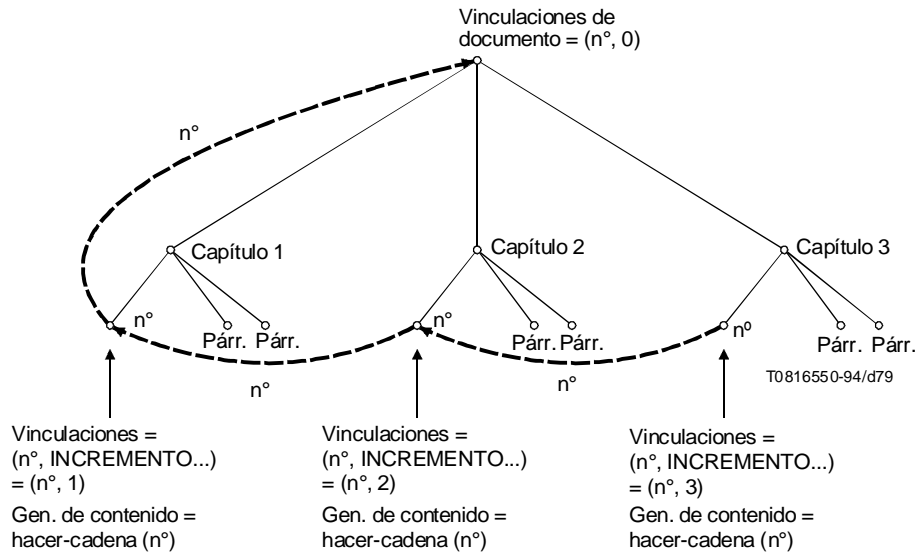 Vinculaciones de
documento = (n°, 0)
n°
Capítulo 1
Capítulo 2
Capítulo 3
n°
Párr. Párr.
n°
Párr. Párr.
nº
Párr. Párr.
n°
n°
T0816550-94/d79
Vinculaciones =
(n°, INCREMENTO...)
= (n°, 1)
Gen. de contenido =
hacer-cadena (n°)
Vinculaciones =
(n°, INCREMENTO...)
= (n°, 2)
Gen. de contenido =
hacer-cadena (n°)
Vinculaciones =
(n°, INCREMENTO...)
= (n°, 3)
Gen. de contenido =
hacer-cadena (n°)